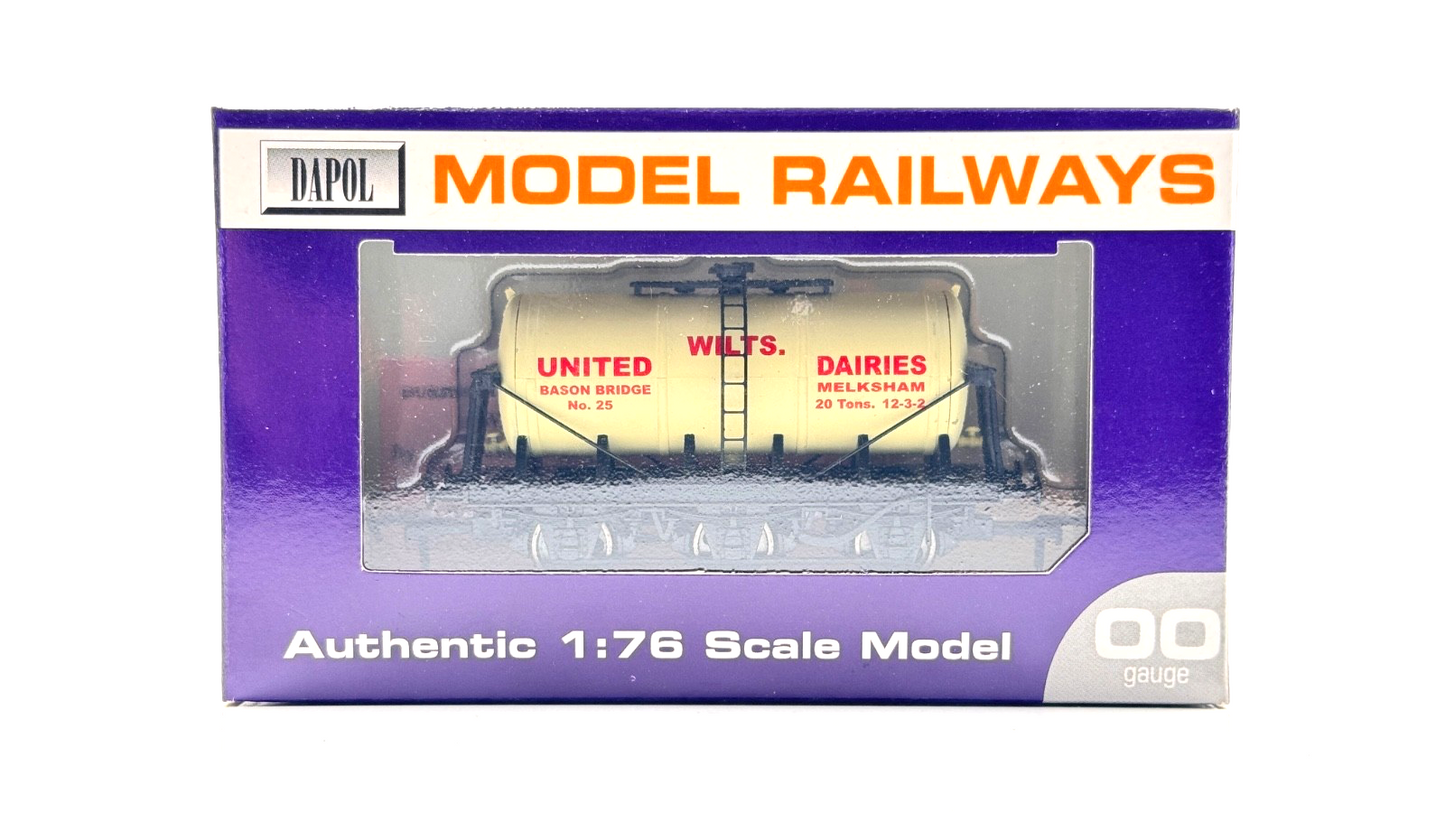 DAPOL
MODEL RAILWAYS
WILTS.
UNITED
BASON BRIDGE
No. 25
DAIRIES
MELKSHAM
20 Tons. 12-3-2
Authentic 1:76 Scale Model
00
gauge